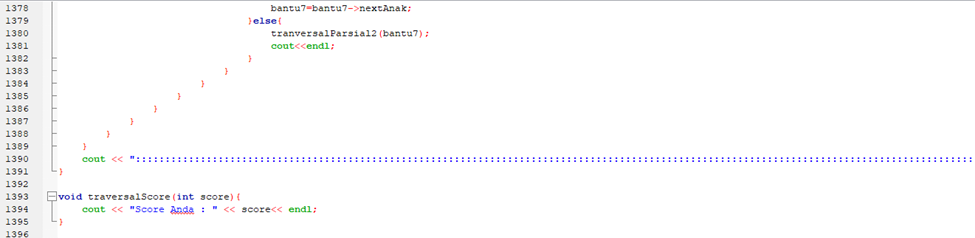 1378 bantu7=bantu7->nextAnak;
1379 }else{
1380 tranversalParsial2(bantu7);
1381 cout<<endl;
1382 }
1383 }
1384 }
1385 }
1386 }
1387 }
1388 }
1389 }
1390 cout << "::::::::::::::::::::::::::::::::::::::::::::::::::::::::::::::::::::::::::::::::::::::::::::::::::::::::::::::::::::::::::::::::::::::::::::
1391 }
1392
1393 void traversalScore(int score){
1394 cout << "Score Anda : " << score<< endl;
1395 }
1396